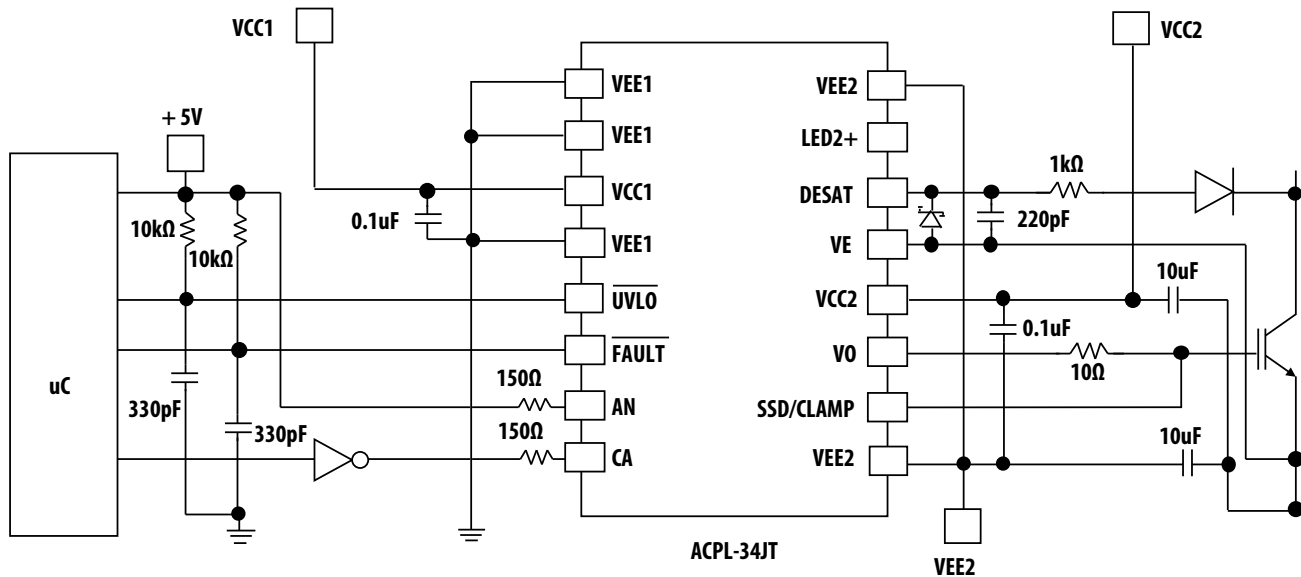 VCC1
VCC2
+ 5V
VEE1
VEE1
VCC1
VEE1
UVLO
FAULT
AN
CA
VEE2
LED2+
DESAT
VE
VCC2
VO
SSD/CLAMP
VEE2
10kΩ
10kΩ
0.1uF
uC
330pF
330pF
150Ω
150Ω
1kΩ
220pF
10uF
0.1uF
10Ω
10uF
ACPL-34JT
VEE2